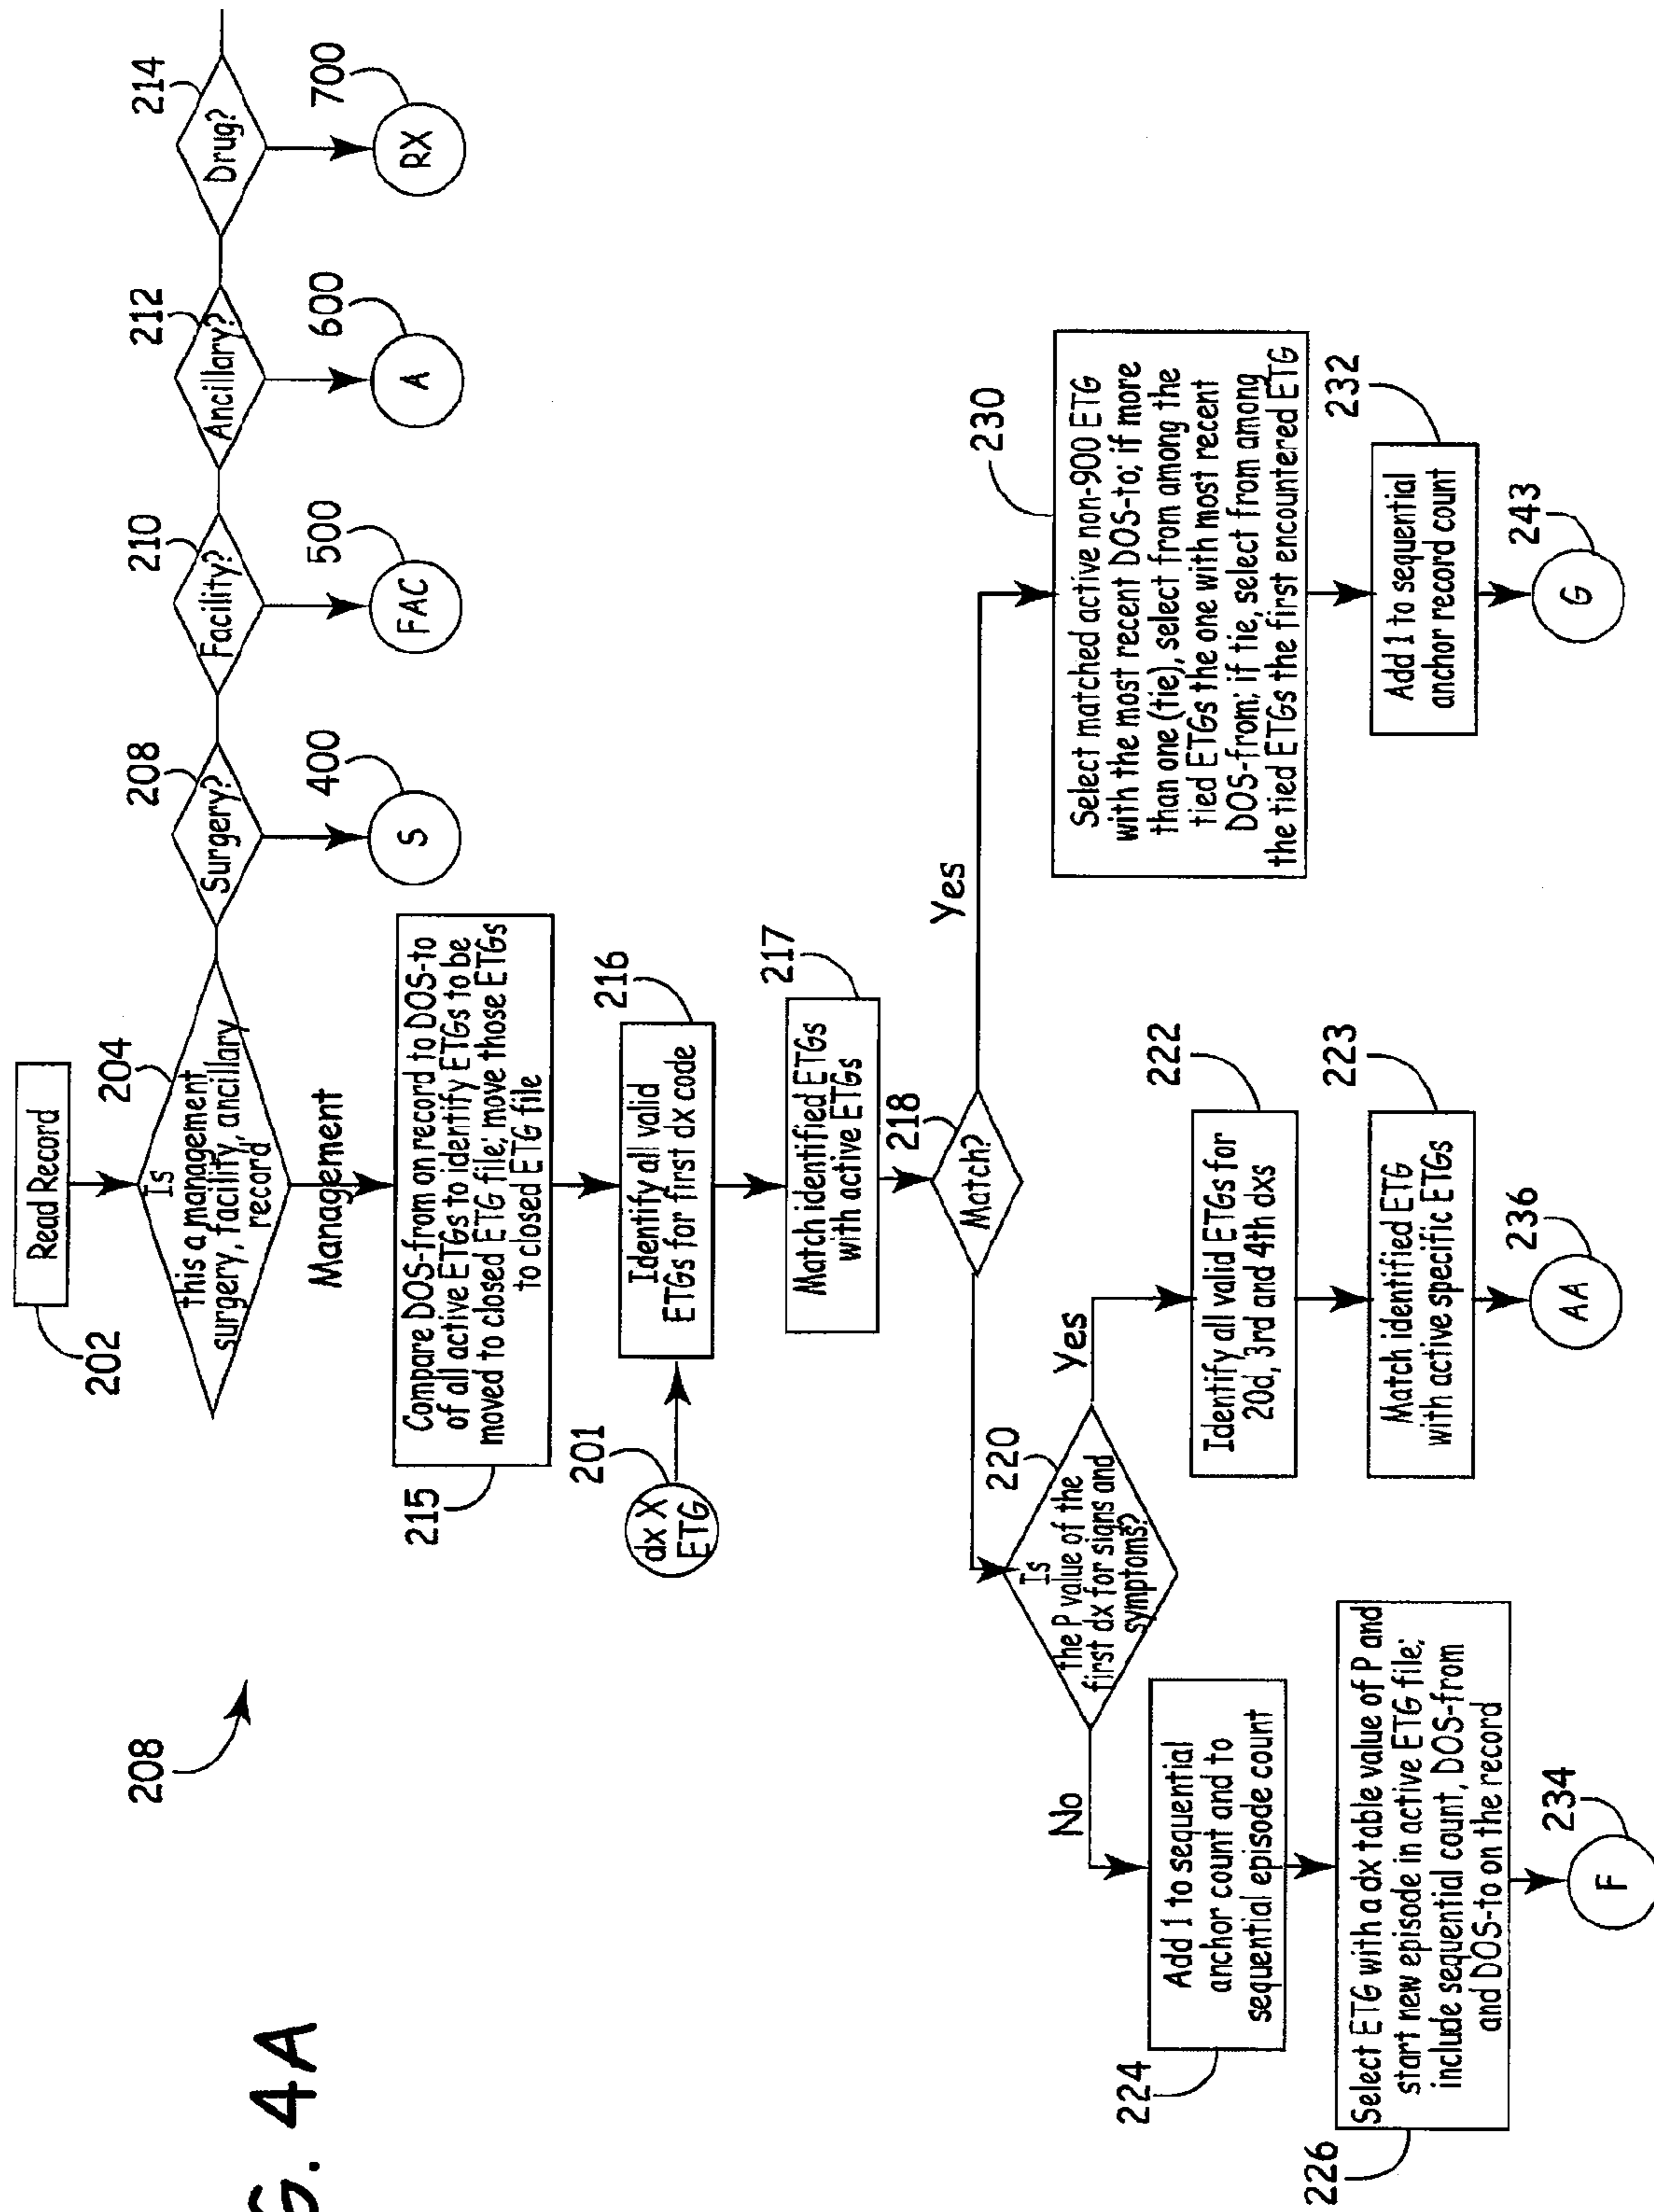 G. 4A
208
Read Record
202
204
Is
this a management
surgery, facility, ancillary
record,
208
Surgery?
210
Facility?
212
Ancillary?
214
Drug?
400
S
500
FAC
600
A
700
RX
Management
Compare DOS-from on record to DOS-to
of all active ETGs to identify ETGs to be
moved to closed ETG file; move those ETGs
to closed ETG file
215
201
dx X
ETG
216
Identify all valid
ETGs for first dx code
217
Match identified ETGs
with active ETGs
218
Match?
Yes
220
Is
the P value of the
first dx for signs and
symptoms?
No
Yes
230
Select matched active non-900 ETG
with the most recent DOS-to; if more
than one (tie), select from among the
tied ETGs the one with most recent
DOS-from; if tie, select from among
the tied ETGs the first encountered ETG
232
Add 1 to sequential
anchor record count
243
G
222
Identify all valid ETGs for
20d, 3rd and 4th dxs
223
Match identified ETG
with active specific ETGs
236
AA
224
Add 1 to sequential
anchor count and to
sequential episode count
226
Select ETG with a dx table value of P and
start new episode in active ETG file;
include sequential count, DOS-from
and DOS-to on the record
234
F